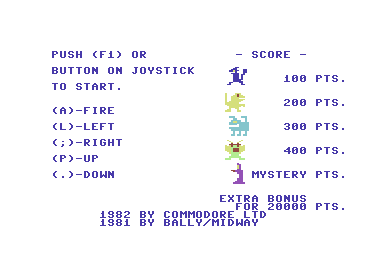 PUSH (F1) OR
BUTTON ON JOYSTICK
TO START.
(A)-FIRE
(L)-LEFT
(;)-RIGHT
(P)-UP
(.)-DOWN
- SCORE -
100 PTS.
200 PTS.
300 PTS.
400 PTS.
MYSTERY PTS.
EXTRA BONUS
FOR 20000 PTS.
1982 BY COMMODORE LTD
1981 BY BALLY/MIDWAY